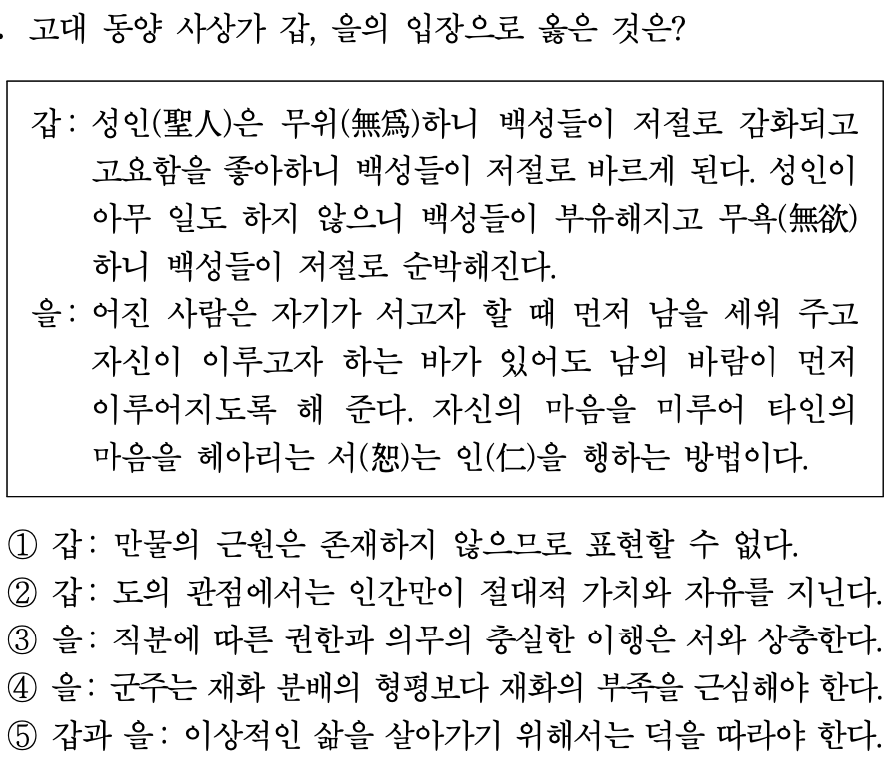 . 고대 동양 사상가 갑, 을의 입장으로 옳은 것은?
갑: 성인(聖人)은 무위(無爲)하니 백성들이 저절로 감화되고
고요함을 좋아하니 백성들이 저절로 바르게 된다. 성인이
아무 일도 하지 않으니 백성들이 부유해지고 무욕(無欲)
하니 백성들이 저절로 순박해진다.
을: 어진 사람은 자기가 서고자 할 때 먼저 남을 세워 주고
자신이 이루고자 하는 바가 있어도 남의 바람이 먼저
이루어지도록 해 준다. 자신의 마음을 미루어 타인의
마음을 헤아리는 서(恕)는 인(仁)을 행하는 방법이다.
① 갑: 만물의 근원은 존재하지 않으므로 표현할 수 없다.
② 갑: 도의 관점에서는 인간만이 절대적 가치와 자유를 지닌다.
③ 을: 직분에 따른 권한과 의무의 충실한 이행은 서와 상충한다.
④ 을: 군주는 재화 분배의 형평보다 재화의 부족을 근심해야 한다.
⑤ 갑과 을: 이상적인 삶을 살아가기 위해서는 덕을 따라야 한다.